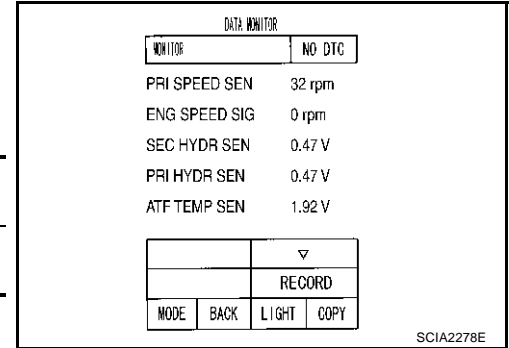 DATA MONITOR
MONITOR NO DTC
PRI SPEED SEN 32 rpm
ENG SPEED SIG 0 rpm
SEC HYDR SEN 0.47 V
PRI HYDR SEN 0.47 V
ATF TEMP SEN 1.92 V
▽
RECORD
MODE BACK LIGHT COPY
SCIA2278E